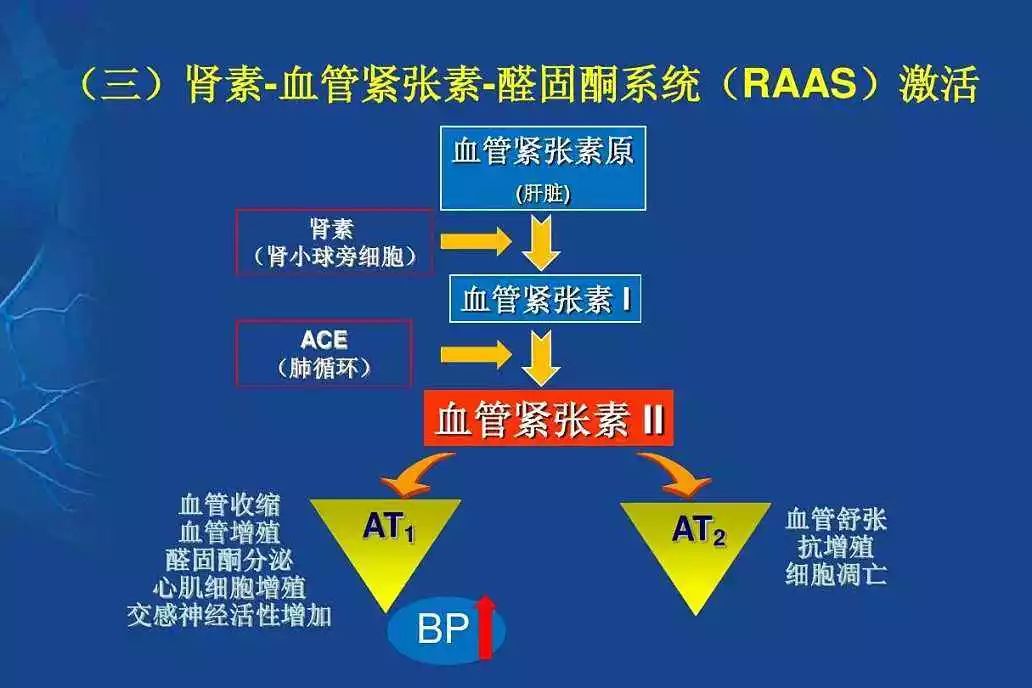 （三）肾素-血管紧张素-醛固酮系统（RAAS）激活
血管紧张素原
(肝脏)
肾素
（肾小球旁细胞）
血管紧张素 I
ACE
（肺循环）
血管紧张素 II
血管收缩
血管增殖
醛固酮分泌
心肌细胞增殖
交感神经活性增加
AT1
BP
AT2
血管舒张
抗增殖
细胞凋亡